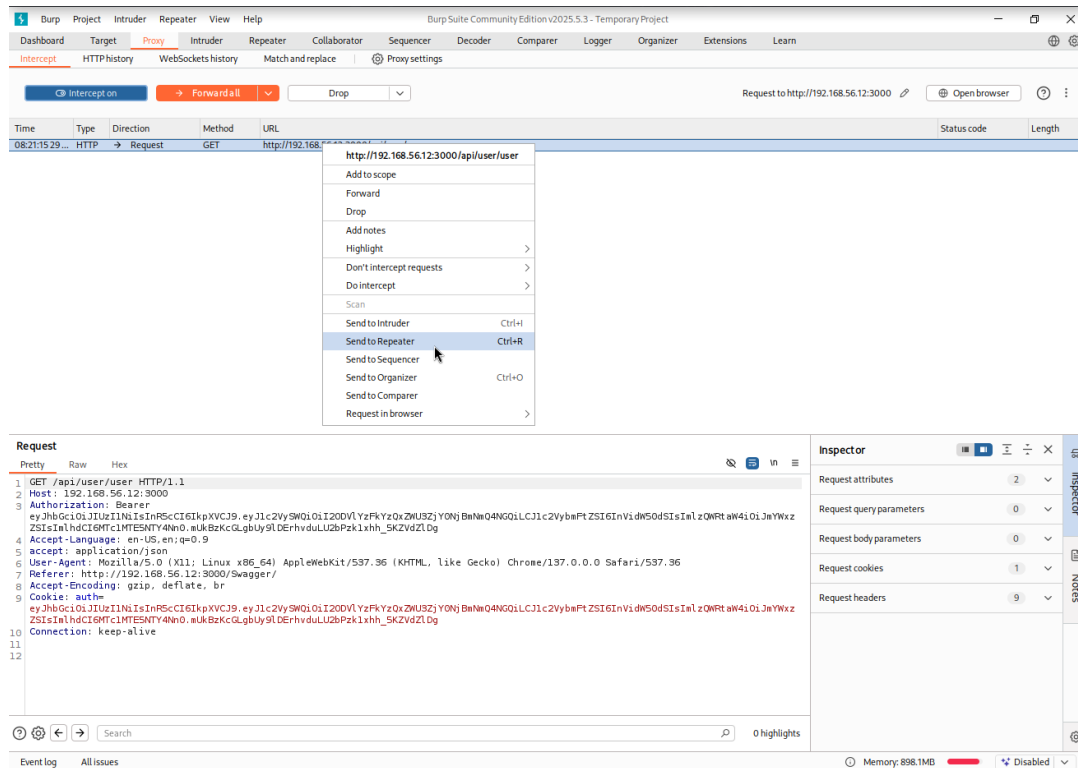 Burp Project Intruder Repeater View Help
Burp Suite Community Edition v2025.5.3 - Temporary Project
Dashboard Target Proxy Intruder Repeater Collaborator Sequencer Decoder Comparer Logger Organizer Extensions Learn
Intercept HTTP history WebSockets history Match and replace Proxy settings
Intercept on Forward all Drop Request to http://192.168.56.12:3000 Open browser
Time Type Direction Method URL Status code Length
08:21:15 29... HTTP Request GET http://192.168.
http://192.168.56.12:3000/api/user/user
Add to scope
Forward
Drop
Add notes
Highlight
Don't intercept requests
Do intercept
Scan
Send to Intruder Ctrl+I
Send to Repeater Ctrl+R
Send to Sequencer
Send to Organizer Ctrl+O
Send to Comparer
Request in browser
Request
Pretty Raw Hex \n
1 GET /api/user/user HTTP/1.1
2 Host: 192.168.56.12:3000
3 Authorization: Bearer
4 Accept-Language: en-US,en;q=0.9
5 accept: application/json
6 User-Agent: Mozilla/5.0 (X11; Linux x86_64) AppleWebKit/537.36 (KHTML, like Gecko) Chrome/137.0.0.0 Safari/537.36
7 Referer: http://192.168.56.12:3000/Swagger/
8 Accept-Encoding: gzip, deflate, br
9 Cookie: auth=
10 Connection: keep-alive
11
12
Search 0 highlights
Inspector
Request attributes 2
Request query parameters 0
Request body parameters 0
Request cookies 1
Request headers 9
Inspector
Notes
Event log All issues Memory: 898.1MB Disabled